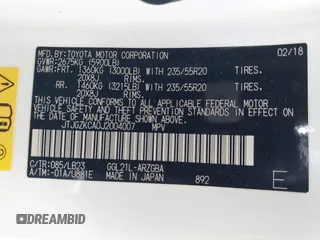 MFD.BY:TOYOTA MOTOR CORPORATION 02/18
GVWR:2675KG (5900LB)
GAWR:FRT. 1360KG (3000LB) WITH 235/55R20 TIRES.
20X8J RIMS.
RR. 1460KG (3215LB) WITH 235/55R20 TIRES.
20X8J RIMS.
THIS VEHICLE CONFORMS TO ALL APPLICABLE
FEDERAL MOTOR VEHICLE SAFETY AND
THEFT PREVENTION STANDARDS IN EFFECT ON THE
DATE OF MANUFACTURE SHOWN ABOVE.
JTJGZKCA0J2004007 MPV
C/TR:085/LB23 GGL21L-ARZGBA
A/TM:-01A/U881E MADE IN JAPAN 892 E
© DID I GET A DEAL